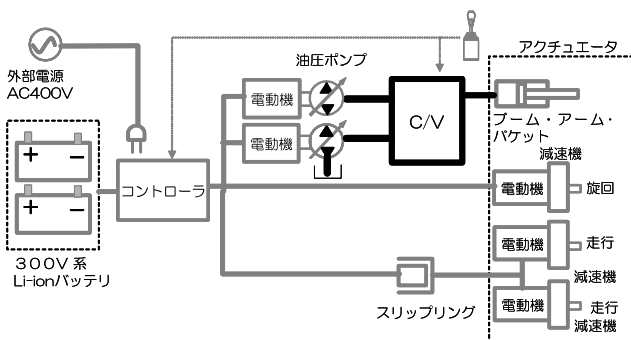 油圧ポンプ
アクチュエータ
外部電源
AC400V
電動機
電動機
C/V
ブーム・アーム・
バケット
減速機
コントローラ
電動機
旋回
+ −
+ −
電動機
走行
減速機
300V系
Li-ionバッテリ
スリップリング
電動機
走行
減速機